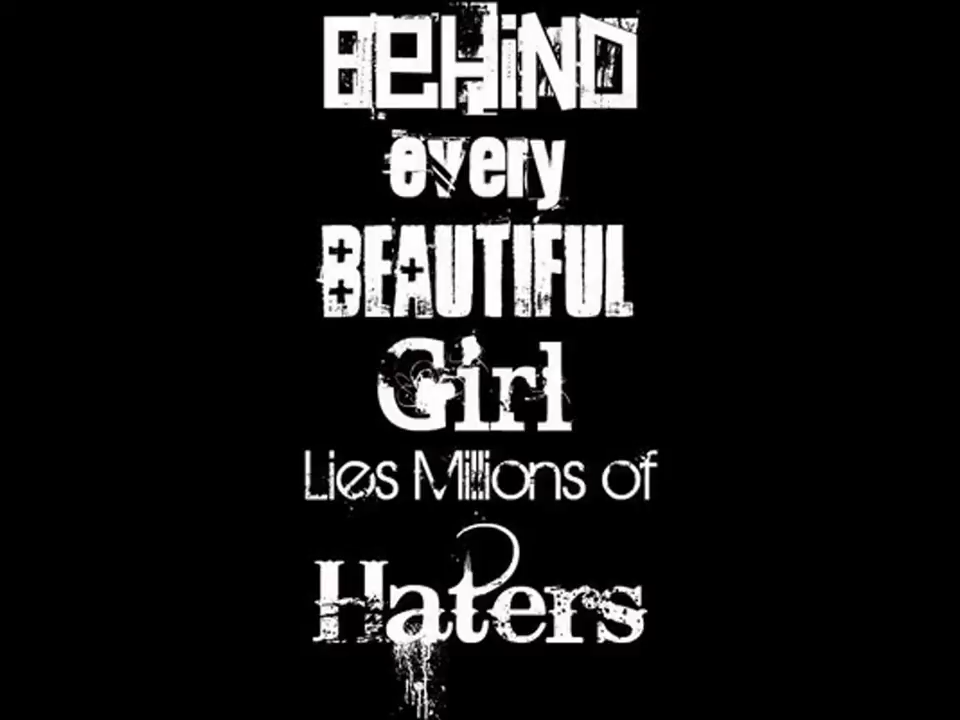 BeHiND
every
BEAUTIFUL
Girl
Lies Millions of
Haters